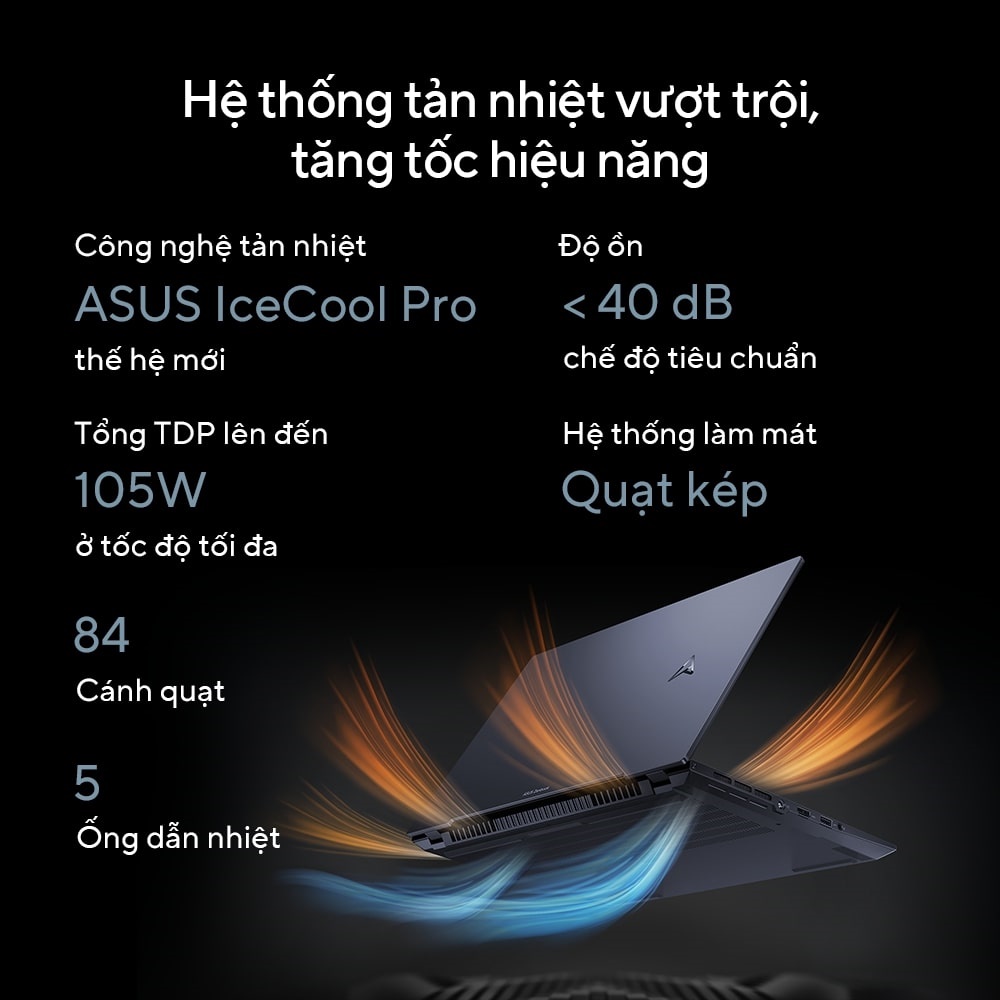 Hệ thống tản nhiệt vượt trội,
tăng tốc hiệu năng
Công nghệ tản nhiệt
ASUS IceCool Pro
thế hệ mới
Độ ồn
< 40 dB
chế độ tiêu chuẩn
Tổng TDP lên đến
105W
ở tốc độ tối đa
Hệ thống làm mát
Quạt kép
84
Cánh quạt
5
Ống dẫn nhiệt